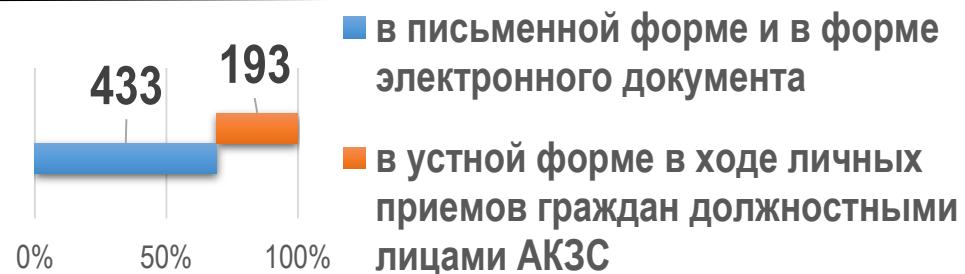 433
193
0%
50%
100%
в письменной форме и в форме
электронного документа
в устной форме в ходе личных
приемов граждан должностными
лицами АКЗС